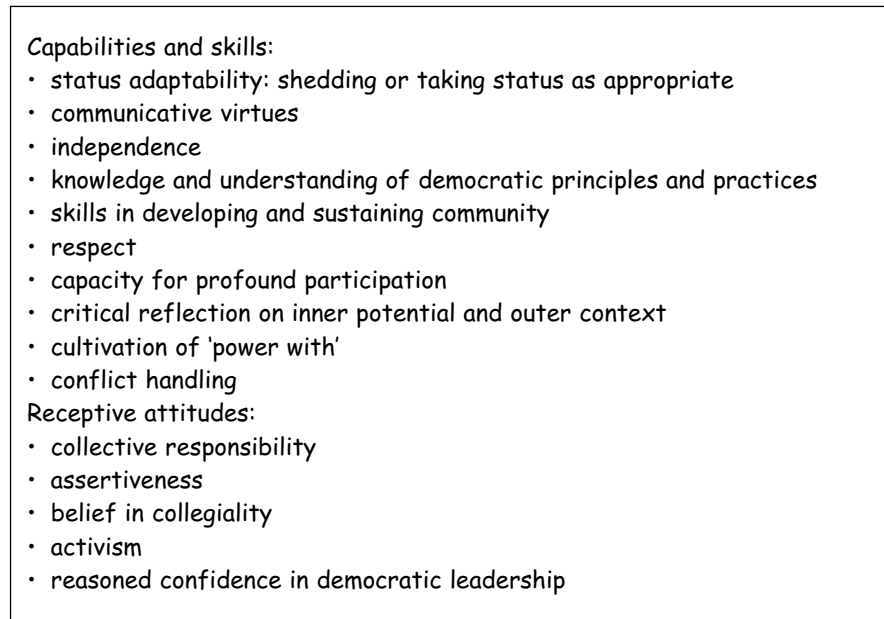 Capabilities and skills:
• status adaptability: shedding or taking status as appropriate
• communicative virtues
• independence
• knowledge and understanding of democratic principles and practices
• skills in developing and sustaining community
• respect
• capacity for profound participation
• critical reflection on inner potential and outer context
• cultivation of ‘power with’
• conflict handling
Receptive attitudes:
• collective responsibility
• assertiveness
• belief in collegiality
• activism
• reasoned confidence in democratic leadership